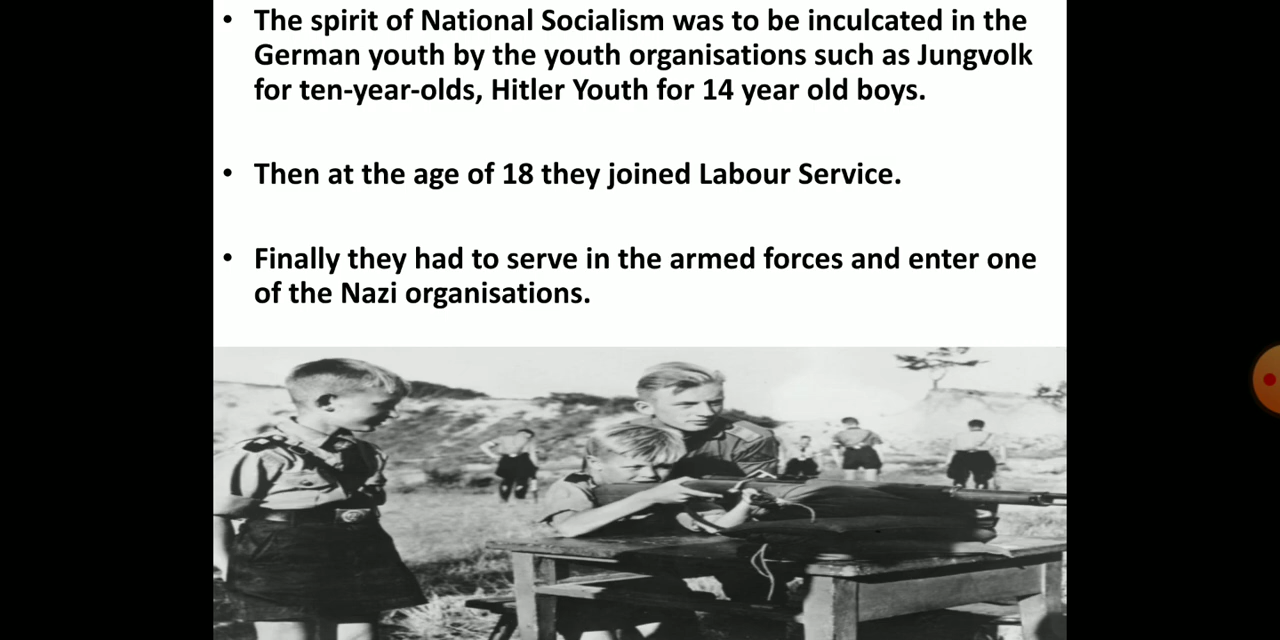 • The spirit of National Socialism was to be inculcated in the
German youth by the youth organisations such as Jungvolk
for ten-year-olds, Hitler Youth for 14 year old boys.
• Then at the age of 18 they joined Labour Service.
• Finally they had to serve in the armed forces and enter one
of the Nazi organisations.